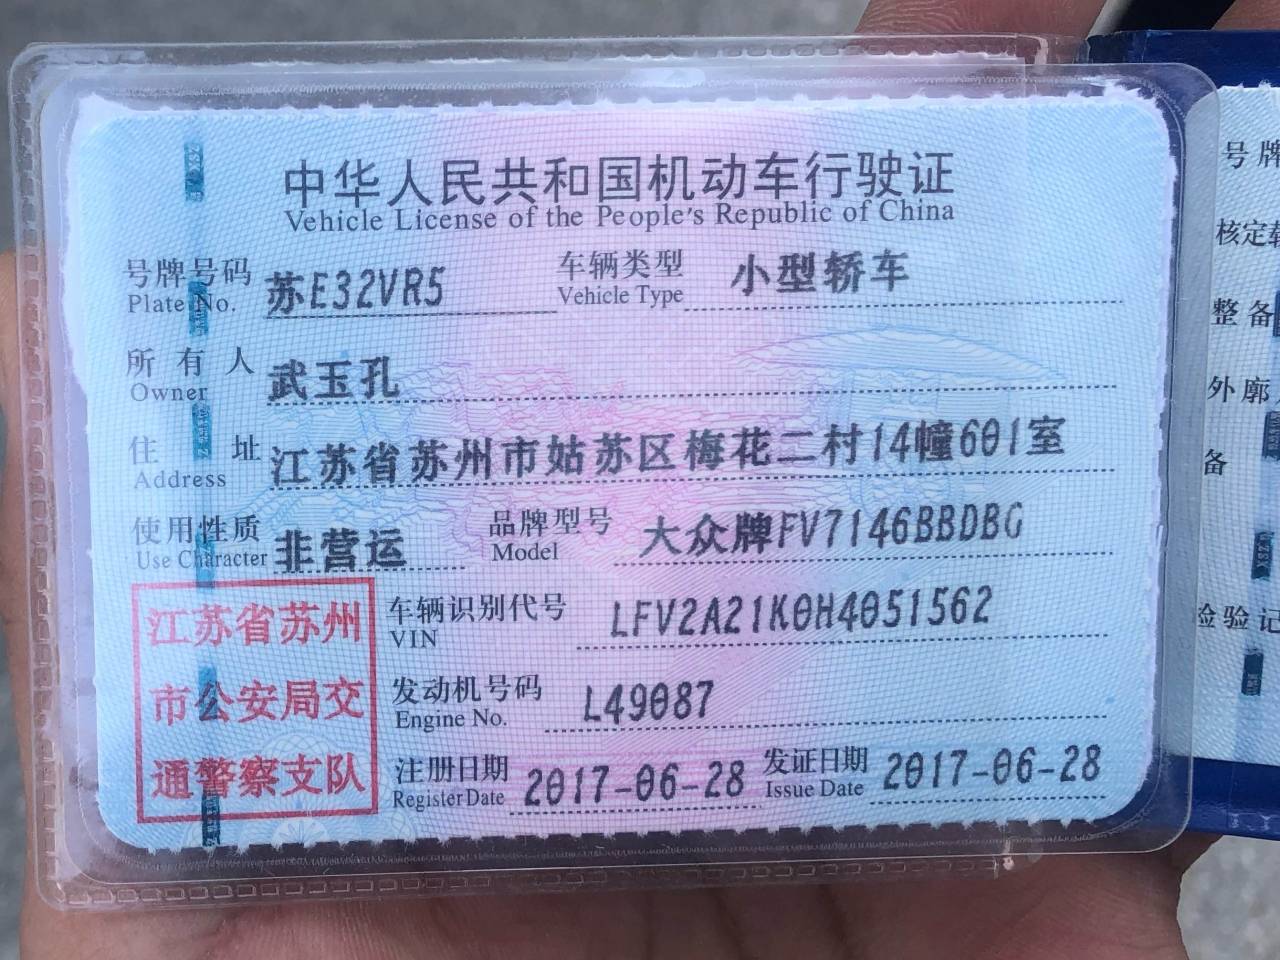 中华人民共和国机动车行驶证
Vehicle License of the People's Republic of China
号牌号码 苏E32VR5 车辆类型 小型轿车
Plate No. Vehicle Type
所有人 武玉孔
Owner
住址 江苏省苏州市姑苏区梅花二村14幢601室
Address
使用性质 非营运 品牌型号 大众牌FV7146BBDBG
Use Character Model
江苏省苏州
市公安局交
通警察支队
车辆识别代号 LFV2A21K0H4051562
VIN
发动机号码 L49087
Engine No.
注册日期 2017-06-28 发证日期 2017-06-28
Register Date Issue Date
号牌
核定载
整备
外廓
备
检验记